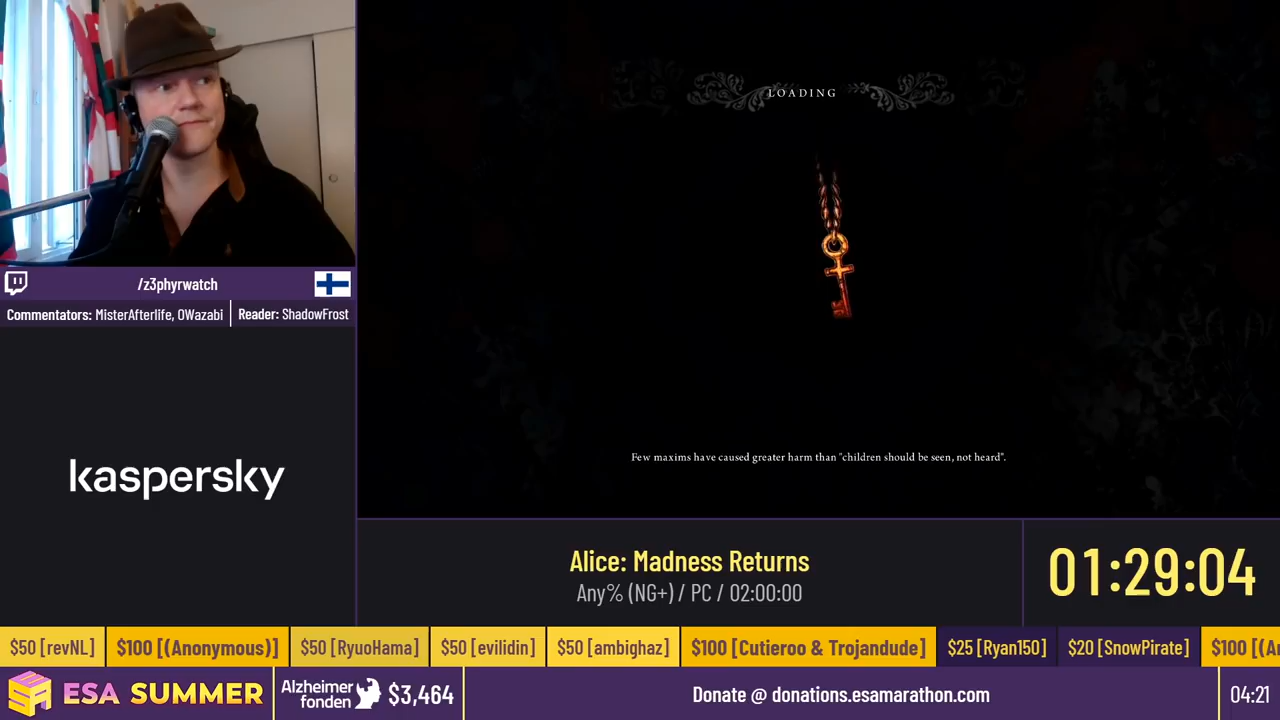 LOADING
Few maxims have caused greater harm than "children should be seen, not heard".
/z3phyrwatch
Commentators: MisterAfterlife, OWazabi
Reader: ShadowFrost
kaspersky
Alice: Madness Returns
Any% (NG+) / PC / 02:00:00
01:29:04
$50 [revNL]
$100 [(Anonymous)]
$50 [RyuoHama]
$50 [evilidin]
$50 [ambighaz]
$100 [Cutieroo & Trojandude]
$25 [Ryan150]
$20 [SnowPirate]
$100 [(A
ESA SUMMER
Alzheimer
fonden
$3,464
Donate @ donations.esamarathon.com
04:21